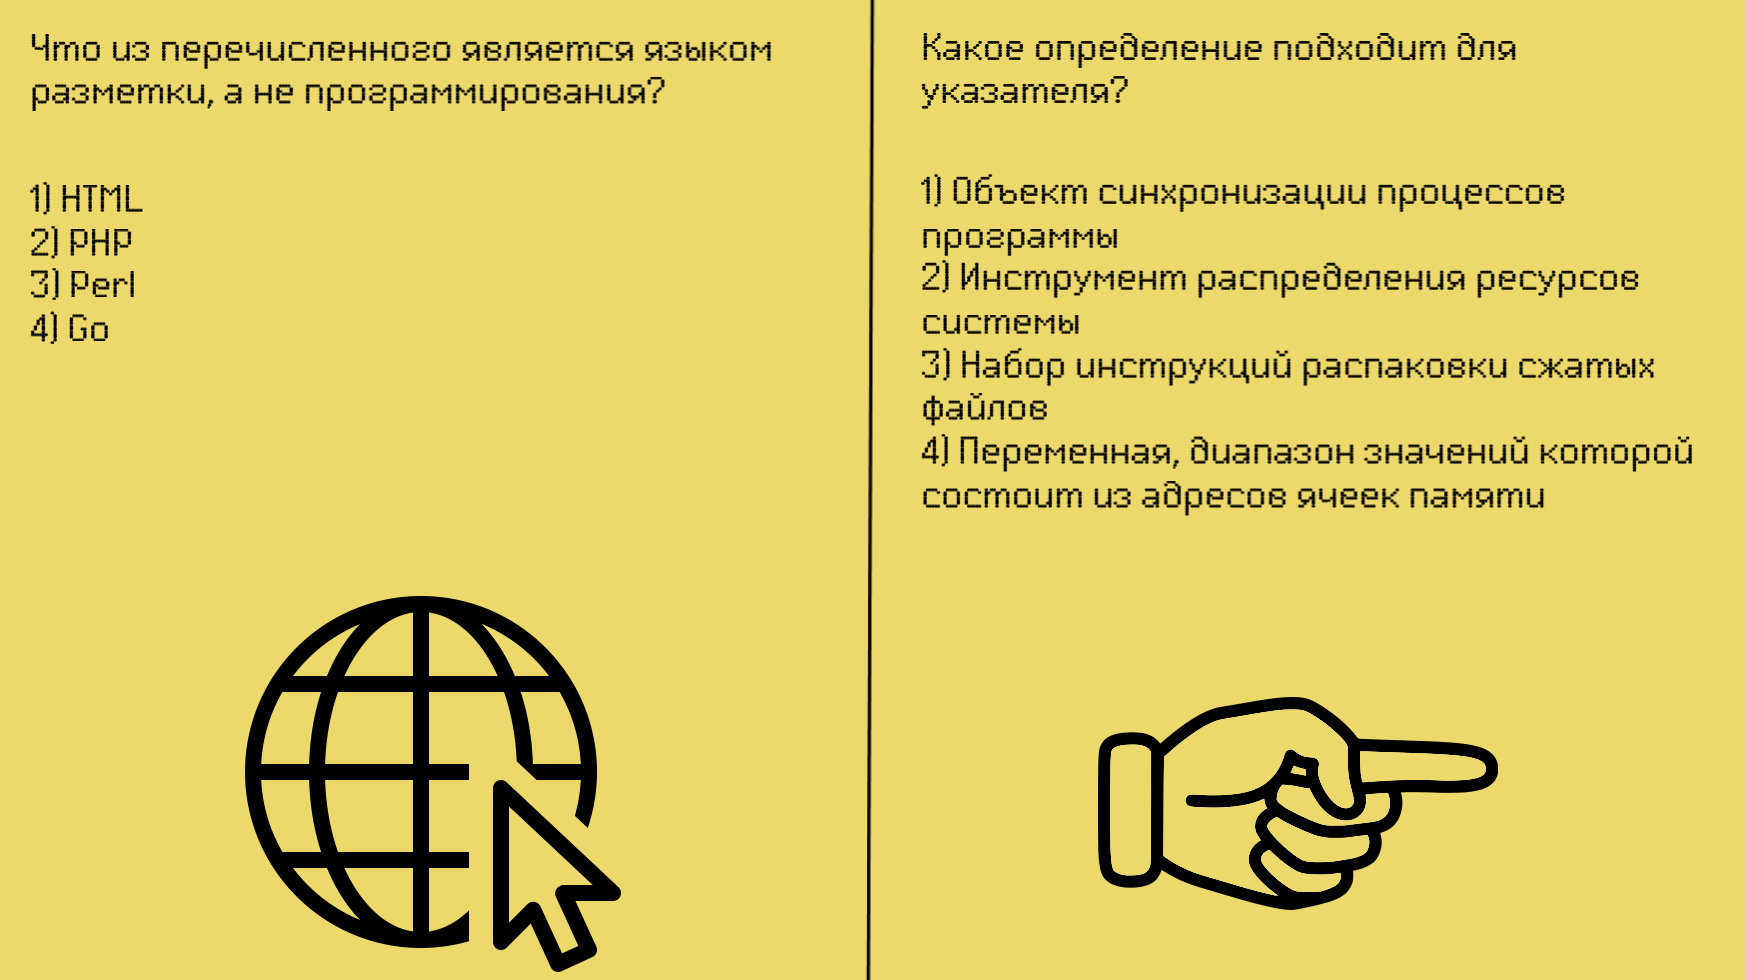 Что из перечисленного является языком
разметки, а не программирования?
1) HTML
2) PHP
3) Perl
4) Go
Какое определение подходит для
указателя?
1) Объект синхронизации процессов
программы
2) Инструмент распределения ресурсов
системы
3) Набор инструкций распаковки сжатых
файлов
4) Переменная, диапазон значений которой
состоит из адресов ячеек памяти